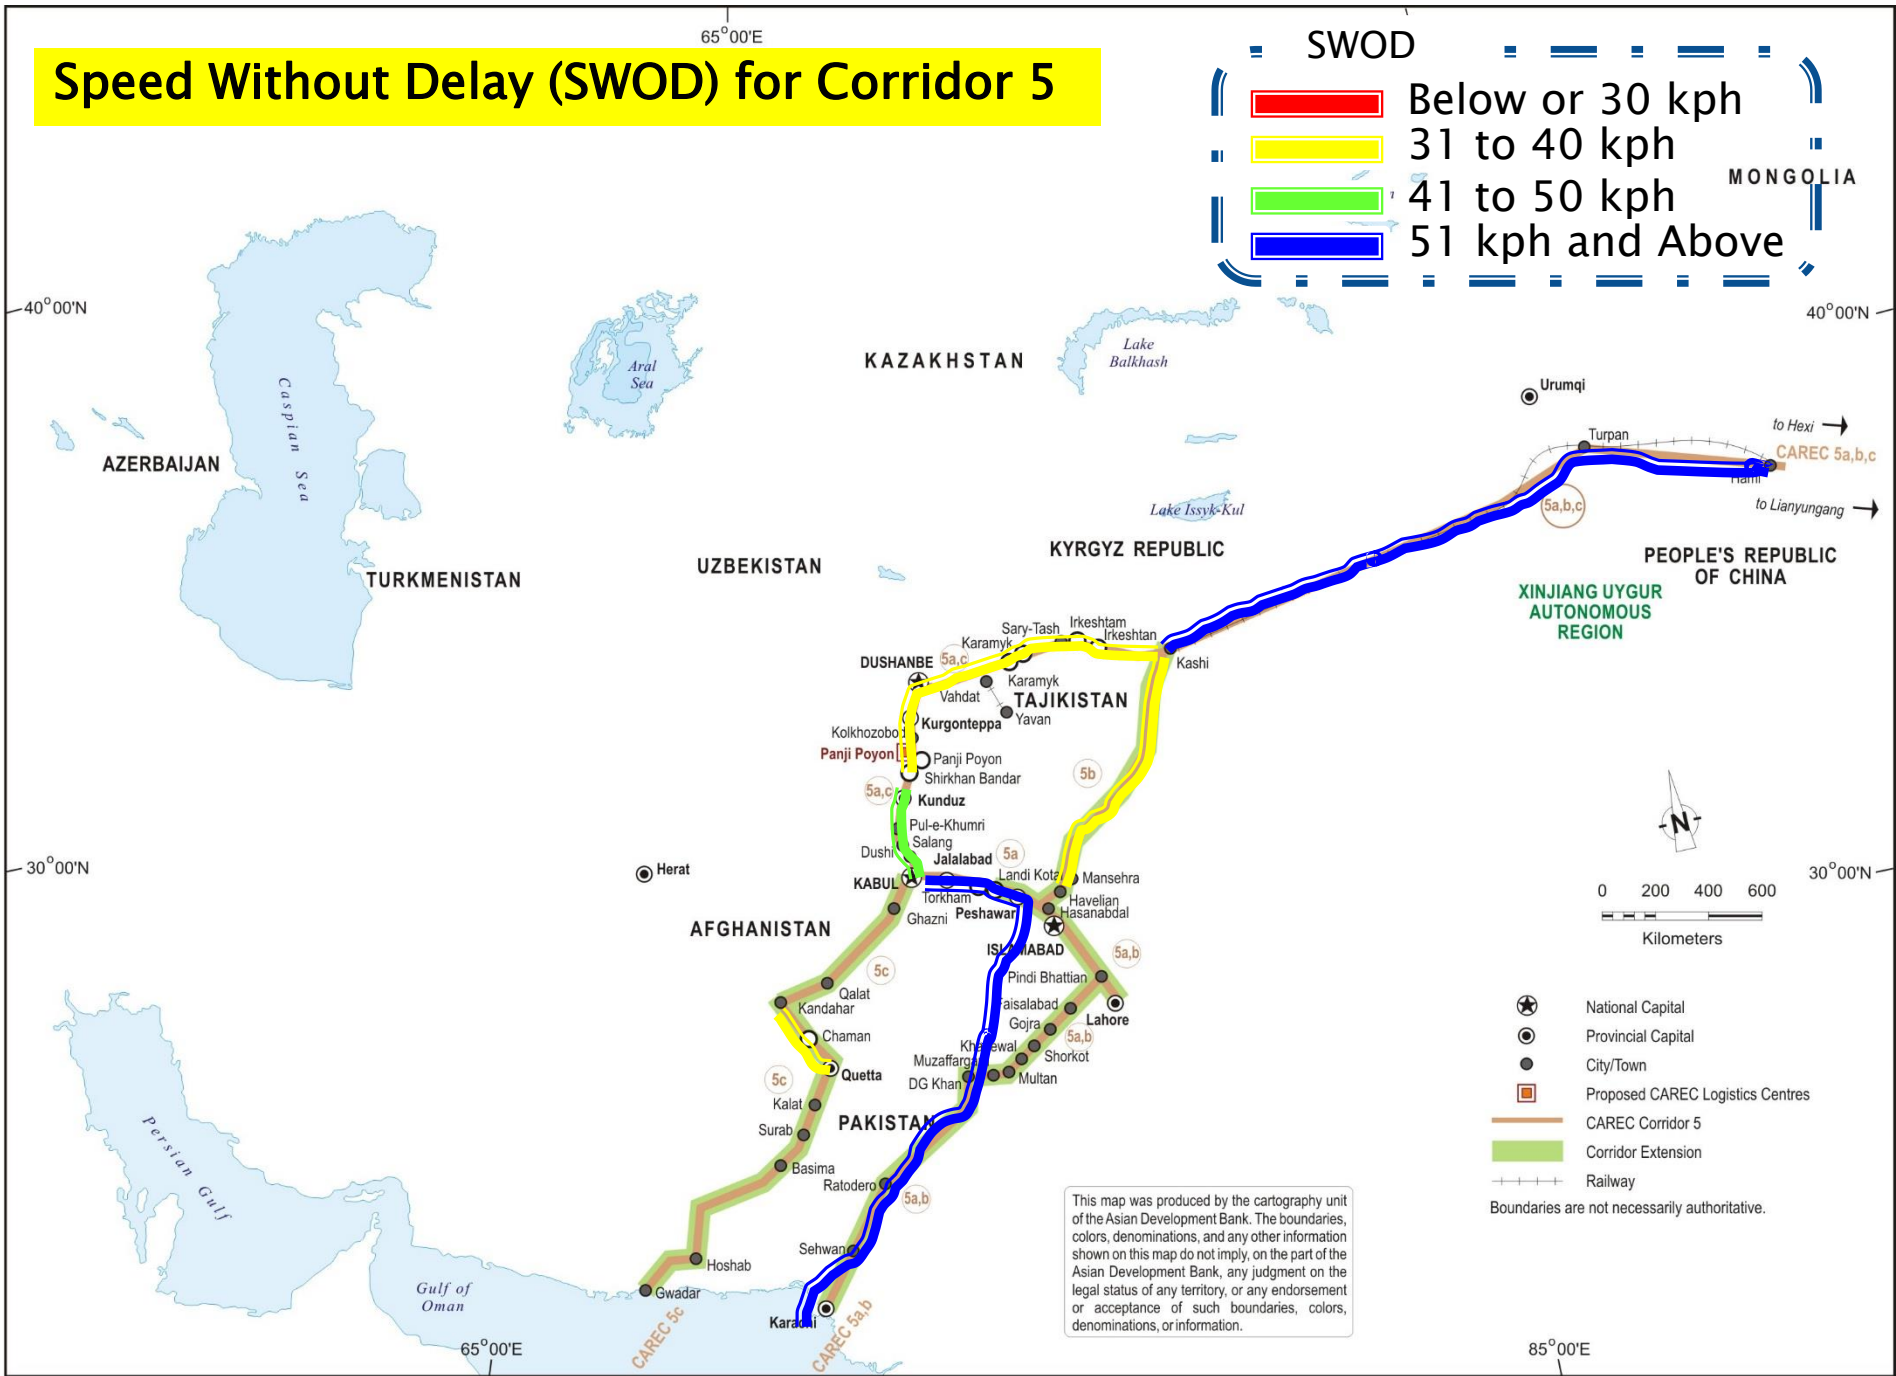 65°00'E
Speed Without Delay (SWOD) for Corridor 5
SWOD
Below or 30 kph
31 to 40 kph
41 to 50 kph
51 kph and Above
MONGOLIA
40°00'N
40°00'N
Caspian Sea
Aral
Sea
KAZAKHSTAN
Lake
Balkhash
Urumqi
Turpan
to Hexi
CAREC 5a,b,c
Hami
to Lianyungang
5a,b,c
AZERBAIJAN
Lake Issyk-Kul
KYRGYZ REPUBLIC
PEOPLE'S REPUBLIC
OF CHINA
XINJIANG UYGUR
AUTONOMOUS
REGION
UZBEKISTAN
TURKMENISTAN
Irkeshtam
Sary-Tash
Irkeshtan
Karamyk
5a,c
DUSHANBE
Kashi
Karamyk
Vahdat
TAJIKISTAN
Yavan
Kurgonteppa
Kolkhozobod
Panji Poyon
Panji Poyon
Shirkhan Bandar
5b
5a,c
Kunduz
Pul-e-Khumri
Salang
Dushi
Jalalabad
5a
30°00'N
30°00'N
Herat
KABUL
Landi Kotal
Mansehra
Torkham
Havelian
Peshawar
Hasanabdal
Ghazni
AFGHANISTAN
ISLAMABAD
5a,b
5c
Pindi Bhattian
Qalat
Kandahar
Faisalabad
Lahore
Gojra
Chaman
5a,b
Khanewal
Shorkot
Muzaffargarh
Quetta
5c
DG Khan
Multan
Kalat
PAKISTAN
Surab
Basima
Ratodero
5a,b
Sehwan
Hoshab
Gwadar
Karachi
CAREC 5c
CAREC 5a,b
Persian Gulf
Gulf of
Oman
65°00'E
85°00'E
N
0 200 400 600
Kilometers
National Capital
Provincial Capital
City/Town
Proposed CAREC Logistics Centres
CAREC Corridor 5
Corridor Extension
Railway
Boundaries are not necessarily authoritative.
This map was produced by the cartography unit
of the Asian Development Bank. The boundaries,
colors, denominations, and any other information
shown on this map do not imply, on the part of the
Asian Development Bank, any judgment on the
legal status of any territory, or any endorsement
or acceptance of such boundaries, colors,
denominations, or information.